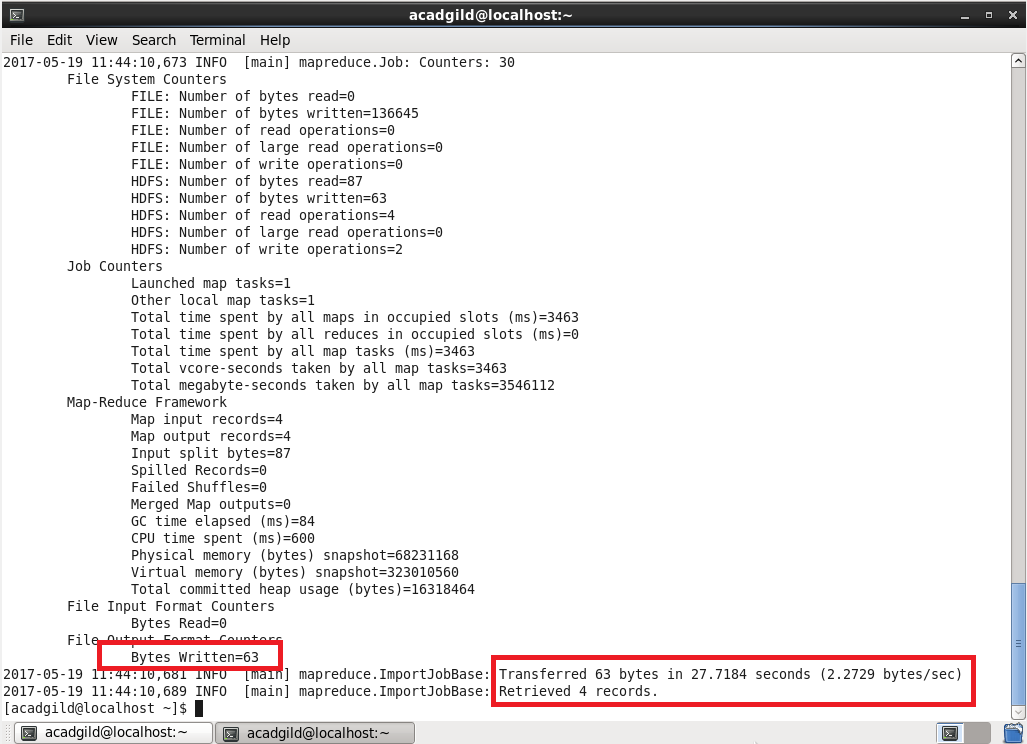 acadgild@localhost:~
File Edit View Search Terminal Help
2017-05-19 11:44:10,673 INFO  [main] mapreduce.Job: Counters: 30
File System Counters
FILE: Number of bytes read=0
FILE: Number of bytes written=136645
FILE: Number of read operations=0
FILE: Number of large read operations=0
FILE: Number of write operations=0
HDFS: Number of bytes read=87
HDFS: Number of bytes written=63
HDFS: Number of read operations=4
HDFS: Number of large read operations=0
HDFS: Number of write operations=2
Job Counters
Launched map tasks=1
Other local map tasks=1
Total time spent by all maps in occupied slots (ms)=3463
Total time spent by all reduces in occupied slots (ms)=0
Total time spent by all map tasks (ms)=3463
Total vcore-seconds taken by all map tasks=3463
Total megabyte-seconds taken by all map tasks=3546112
Map-Reduce Framework
Map input records=4
Map output records=4
Input split bytes=87
Spilled Records=0
Failed Shuffles=0
Merged Map outputs=0
GC time elapsed (ms)=84
CPU time spent (ms)=600
Physical memory (bytes) snapshot=68231168
Virtual memory (bytes) snapshot=323010560
Total committed heap usage (bytes)=16318464
File Input Format Counters
Bytes Read=0
File Output Format Counters
Bytes Written=63
2017-05-19 11:44:10,681 INFO  [main] mapreduce.ImportJobBase: Transferred 63 bytes in 27.7184 seconds (2.2729 bytes/sec)
2017-05-19 11:44:10,689 INFO  [main] mapreduce.ImportJobBase: Retrieved 4 records.
[acadgild@localhost ~]$
acadgild@localhost:~ acadgild@localhost:~